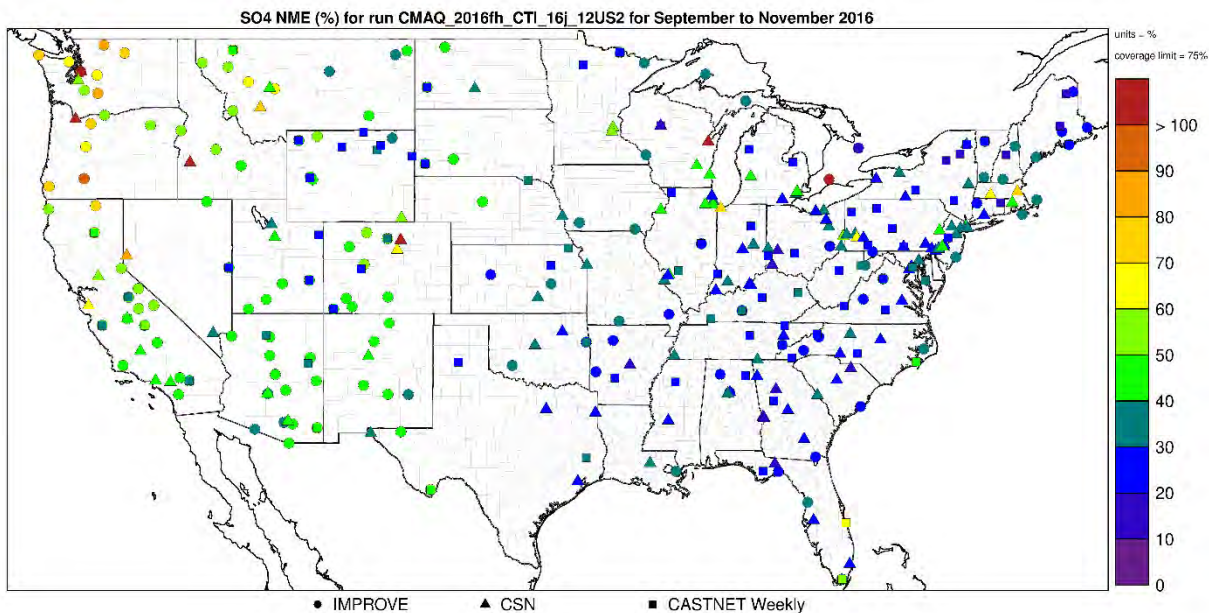 SO4 NME (%) for run CMAQ_2016fh_CTI_16j_12US2 for September to November 2016
units = %
coverage limit = 75%
> 100
90
80
70
60
50
40
30
20
10
0
IMPROVE CSN CASTNET Weekly